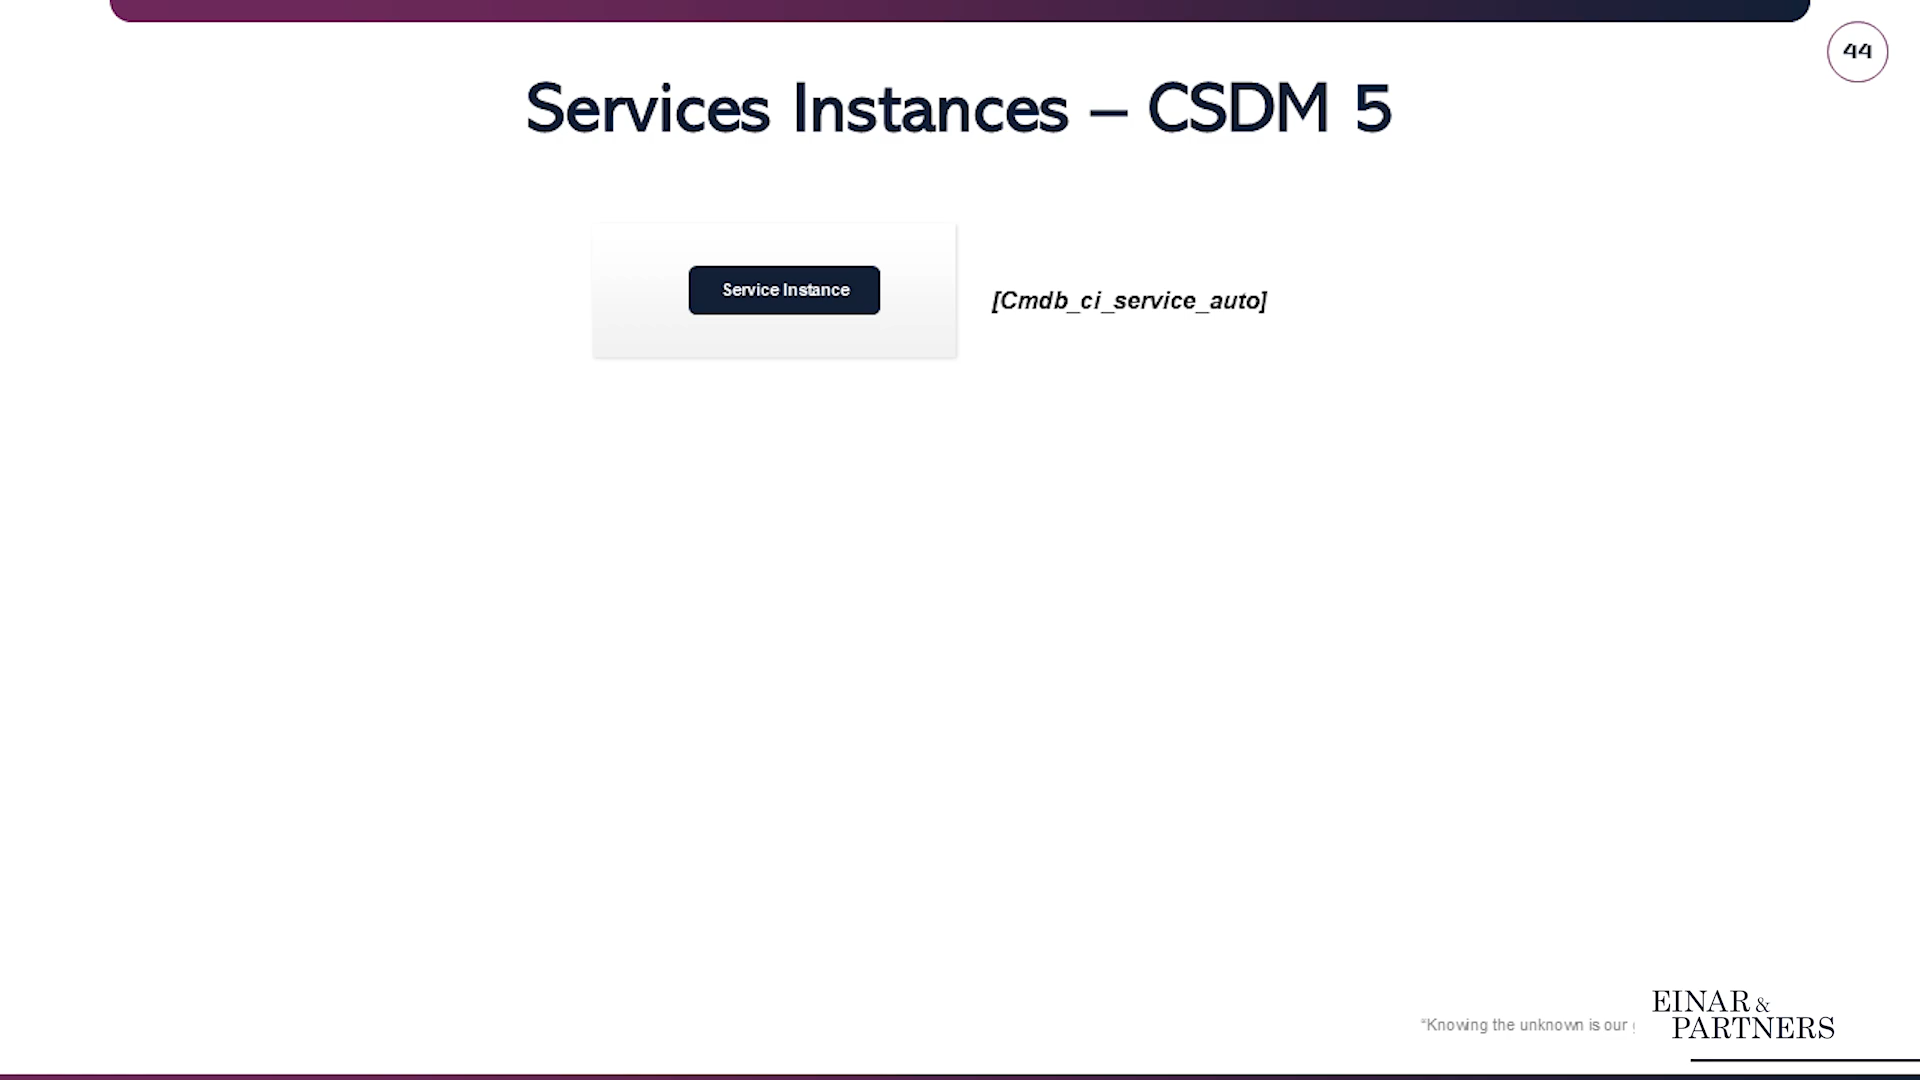 44
Services Instances – CSDM 5
Service Instance
[Cmdb_ci_service_auto]
“Knowing the unknown is our
EINAR &
PARTNERS